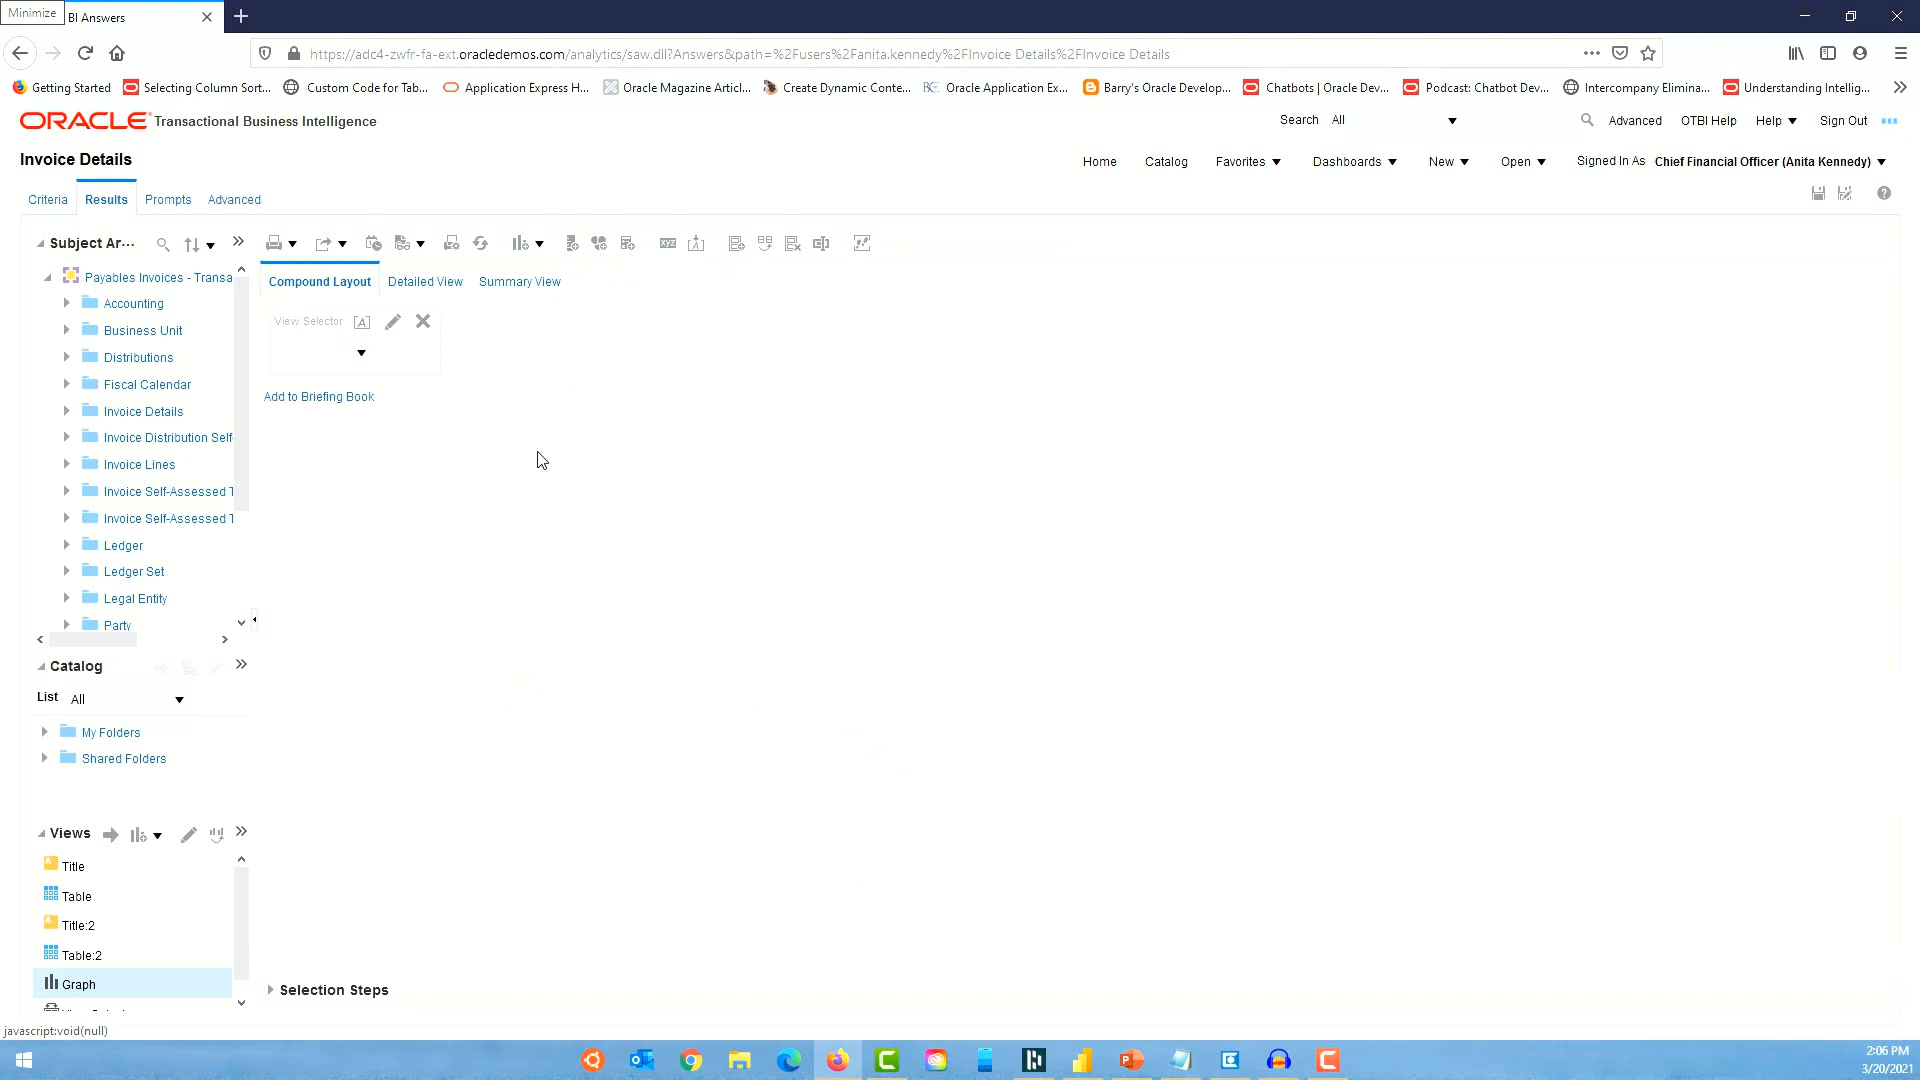 Minimize
BI Answers
https://adc4-zwfr-fa-ext.oracledemos.com/analytics/saw.dll?Answers&path=%2Fusers%2Fanita.kennedy%2FInvoice Details%2FInvoice Details
Getting Started
Selecting Column Sort...
Custom Code for Tab...
Application Express H...
Oracle Magazine Articl...
Create Dynamic Conte...
Oracle Application Ex...
Barry's Oracle Develop...
Chatbots | Oracle Dev...
Podcast: Chatbot Dev...
Intercompany Elimina...
Understanding Intellig...
ORACLE Transactional Business Intelligence
Search All
Advanced
OTBI Help
Help
Sign Out
Invoice Details
Home
Catalog
Favorites
Dashboards
New
Open
Signed In As Chief Financial Officer (Anita Kennedy)
Criteria
Results
Prompts
Advanced
Subject Ar...
Compound Layout
Detailed View
Summary View
Payables Invoices - Transa
Accounting
Business Unit
Distributions
Fiscal Calendar
Invoice Details
Invoice Distribution Self
Invoice Lines
Invoice Self-Assessed T
Invoice Self-Assessed T
Ledger
Ledger Set
Legal Entity
Party
View Selector
Add to Briefing Book
Catalog
List All
My Folders
Shared Folders
Views
Title
Table
Title:2
Table:2
Graph
Selection Steps
javascript:void(null)
2:06 PM
3/20/2021